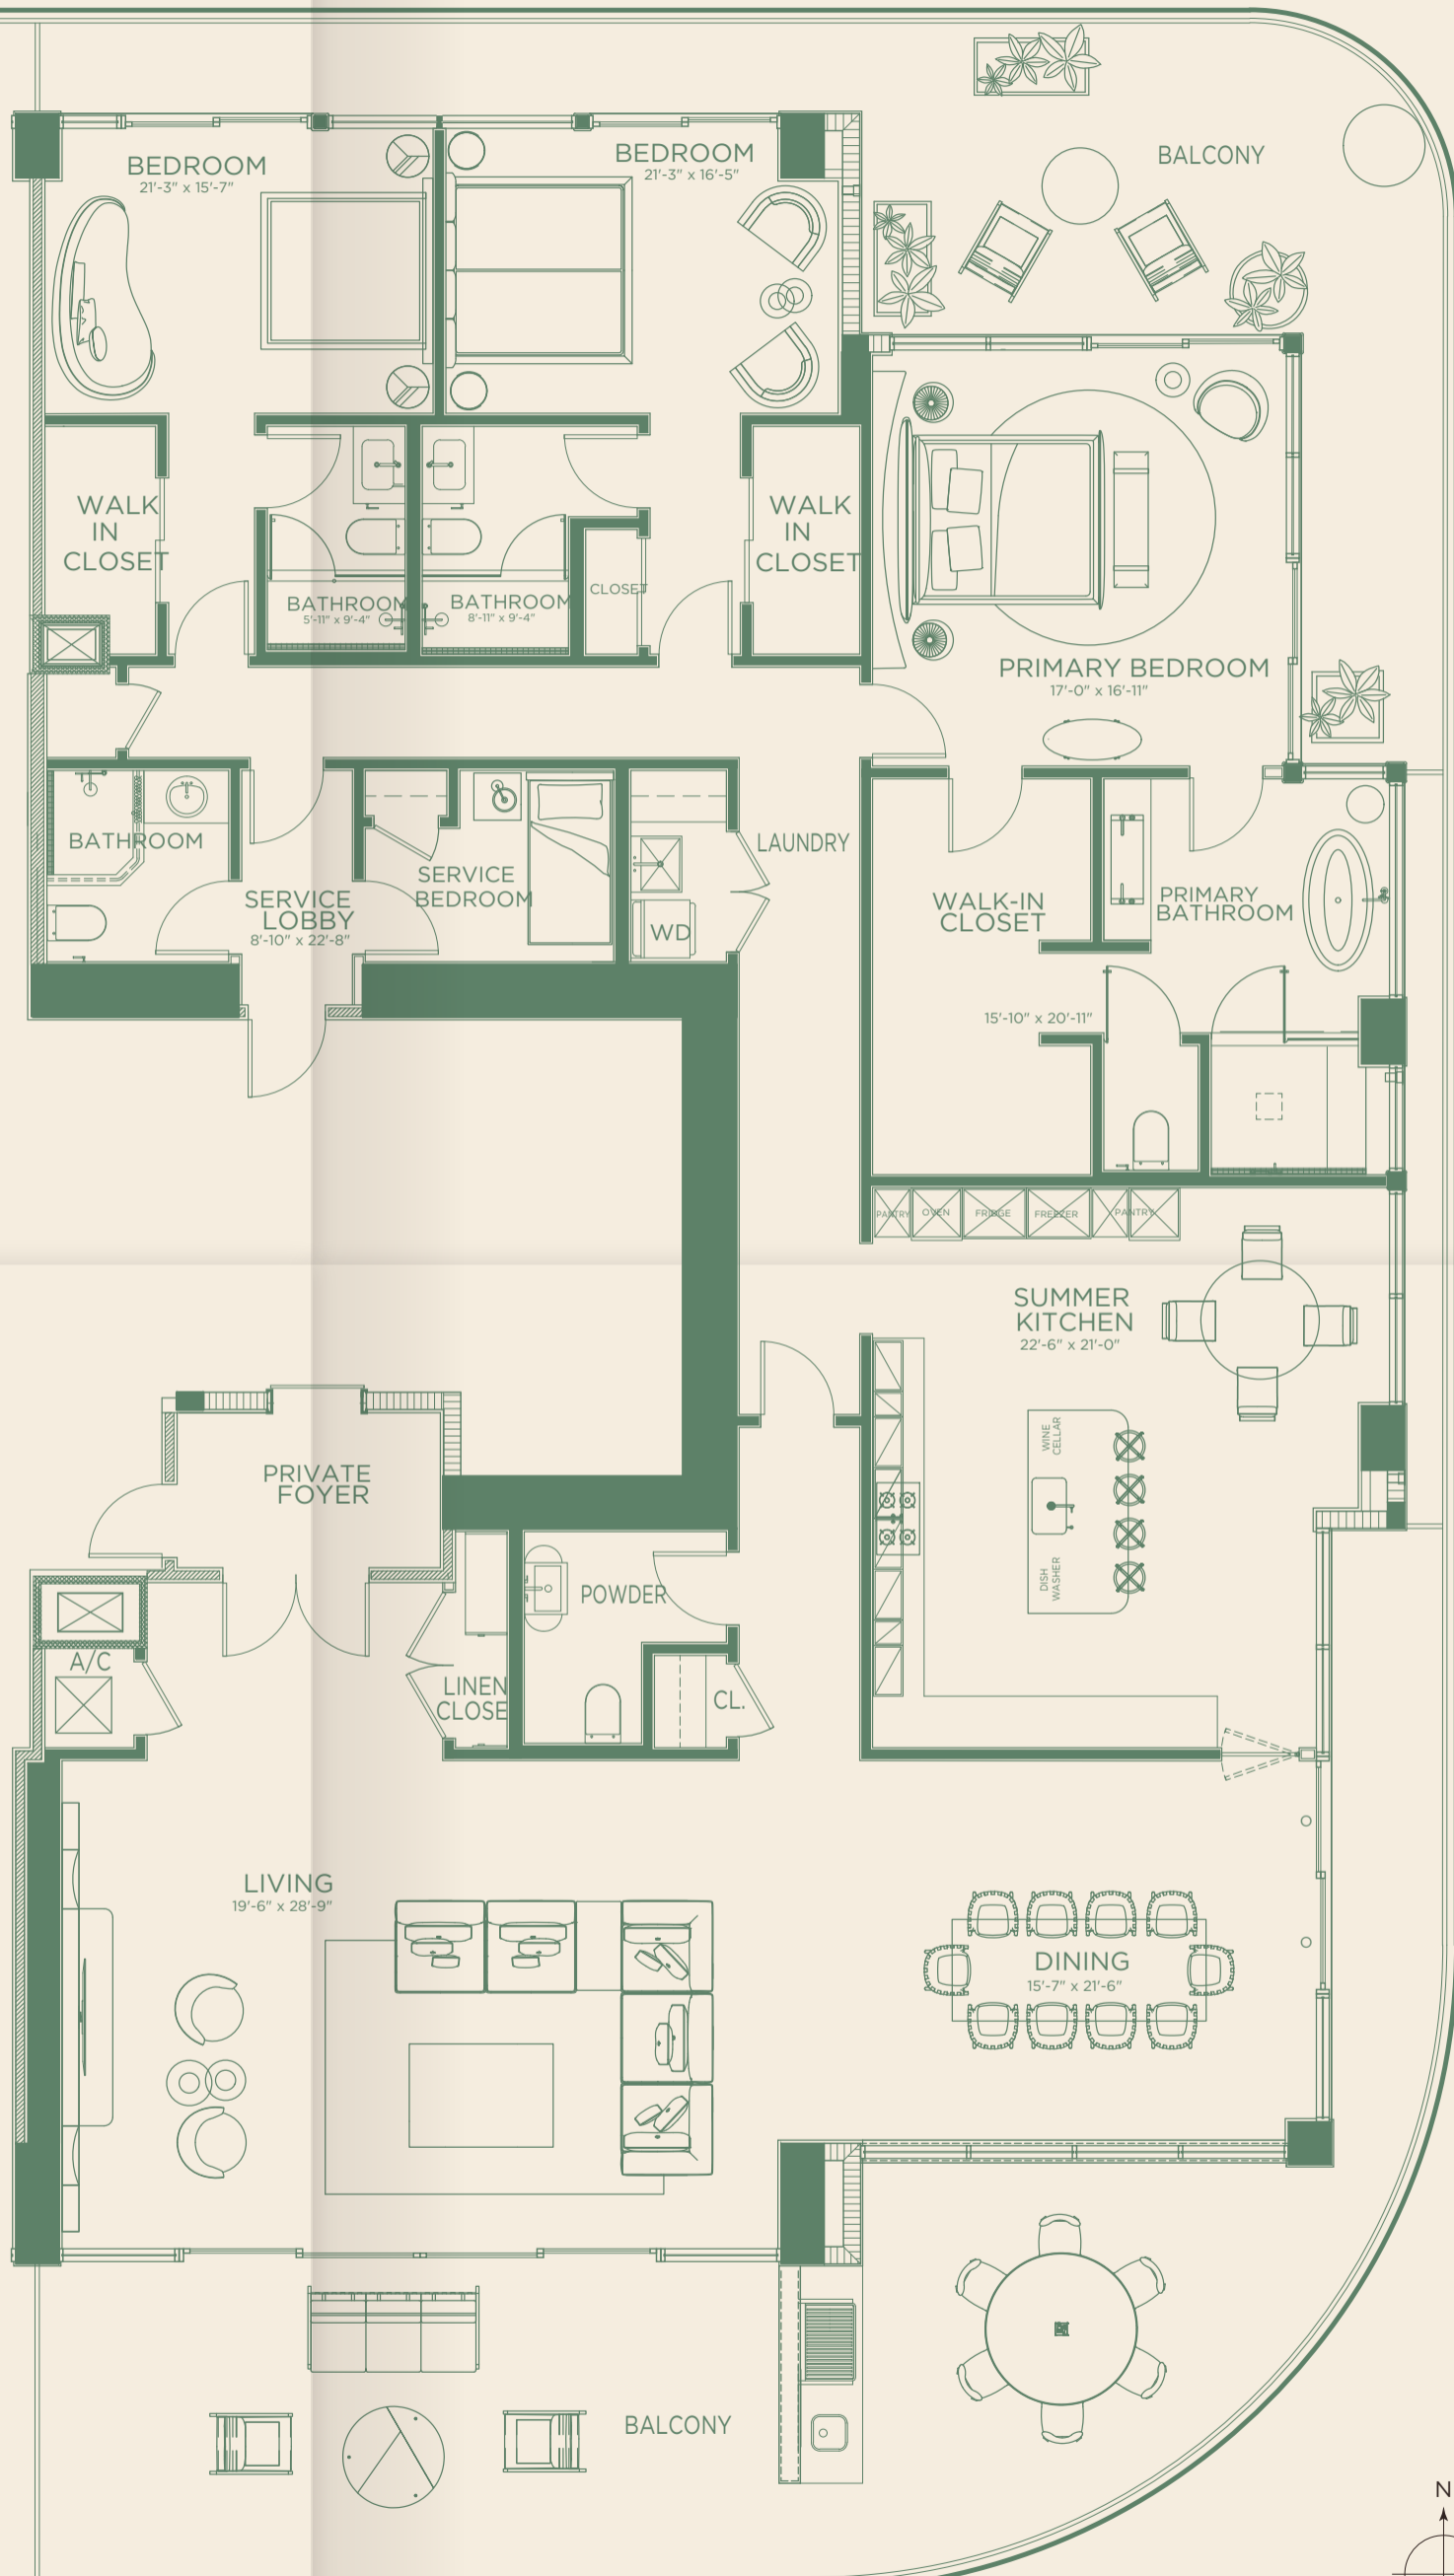 BALCONY
BEDROOM
21'-3" x 15'-7"
BEDROOM
21'-3" x 16'-5"
WALK
IN
CLOSET
BATHROOM
5'-11" x 9'-4"
BATHROOM
8'-11" x 9'-4"
CLOSET
WALK
IN
CLOSET
PRIMARY BEDROOM
17'-0" x 16'-11"
BATHROOM
SERVICE
LOBBY
8'-10" x 22'-8"
SERVICE
BEDROOM
LAUNDRY
WD
WALK-IN
CLOSET
PRIMARY
BATHROOM
15'-10" x 20'-11"
PANTRY
OVEN
FRIDGE
FREEZER
PANTRY
SUMMER
KITCHEN
22'-6" x 21'-0"
WINE
CELLAR
DISH
WASHER
PRIVATE
FOYER
POWDER
A/C
LINEN
CLOSE
CL.
LIVING
19'-6" x 28'-9"
DINING
15'-7" x 21'-6"
BALCONY
N